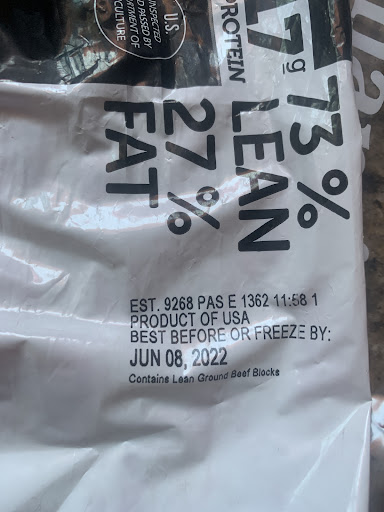 U.S.
INSPECTED
AND PASSED BY
DEPARTMENT OF
AGRICULTURE
17g
PROTEIN
73%
LEAN
27%
FAT
EST. 9268 PAS E 1362 11:58 1
PRODUCT OF USA
BEST BEFORE OR FREEZE BY:
JUN 08, 2022
Contains Lean Ground Beef Blocks